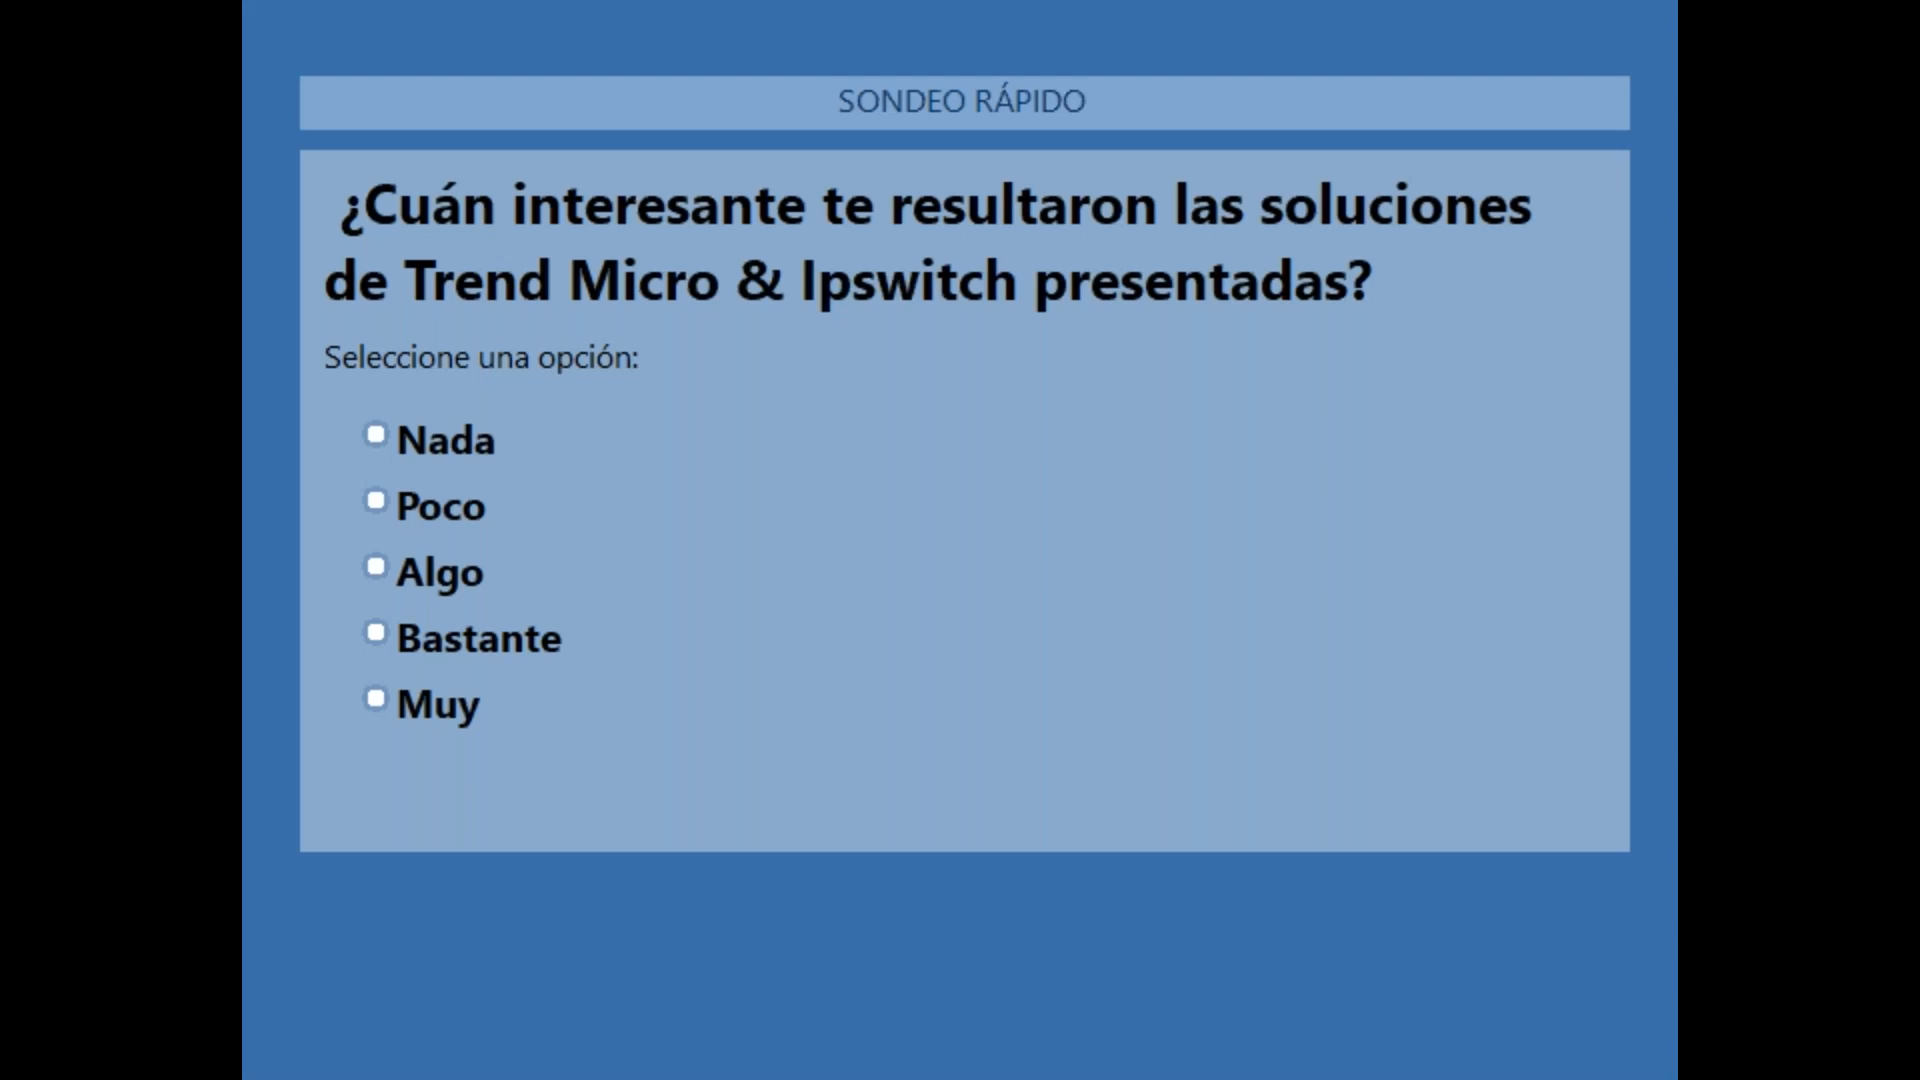 SONDEO RÁPIDO
¿Cuán interesante te resultaron las soluciones
de Trend Micro & Ipswitch presentadas?
Seleccione una opción:
Nada
Poco
Algo
Bastante
Muy